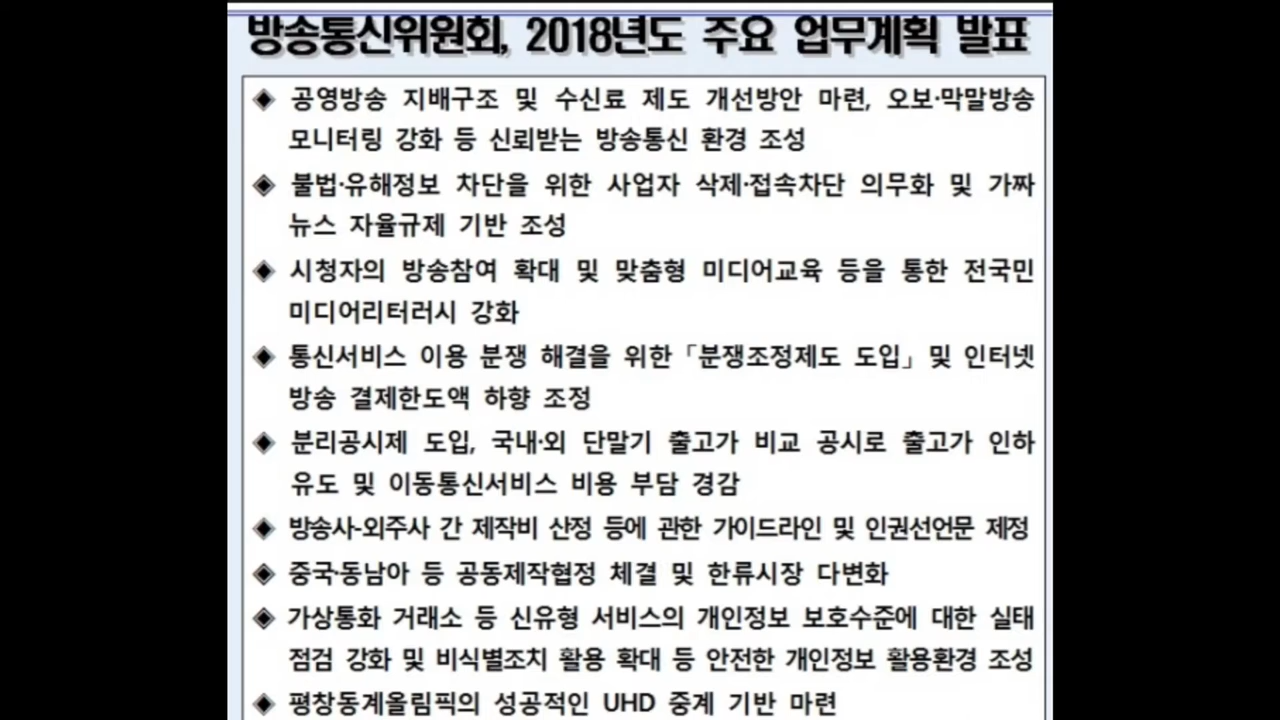 방송통신위원회, 2018년도 주요 업무계획 발표
◈ 공영방송 지배구조 및 수신료 제도 개선방안 마련, 오보·막말방송
모니터링 강화 등 신뢰받는 방송통신 환경 조성
◈ 불법·유해정보 차단을 위한 사업자 삭제·접속차단 의무화 및 가짜
뉴스 자율규제 기반 조성
◈ 시청자의 방송참여 확대 및 맞춤형 미디어교육 등을 통한 전국민
미디어리터러시 강화
◈ 통신서비스 이용 분쟁 해결을 위한「분쟁조정제도 도입」및 인터넷
방송 결제한도액 하향 조정
◈ 분리공시제 도입, 국내·외 단말기 출고가 비교 공시로 출고가 인하
유도 및 이동통신서비스 비용 부담 경감
◈ 방송사-외주사 간 제작비 산정 등에 관한 가이드라인 및 인권선언문 제정
◈ 중국·동남아 등 공동제작협정 체결 및 한류시장 다변화
◈ 가상통화 거래소 등 신유형 서비스의 개인정보 보호수준에 대한 실태
점검 강화 및 비식별조치 활용 확대 등 안전한 개인정보 활용환경 조성
◈ 평창동계올림픽의 성공적인 UHD 중계 기반 마련